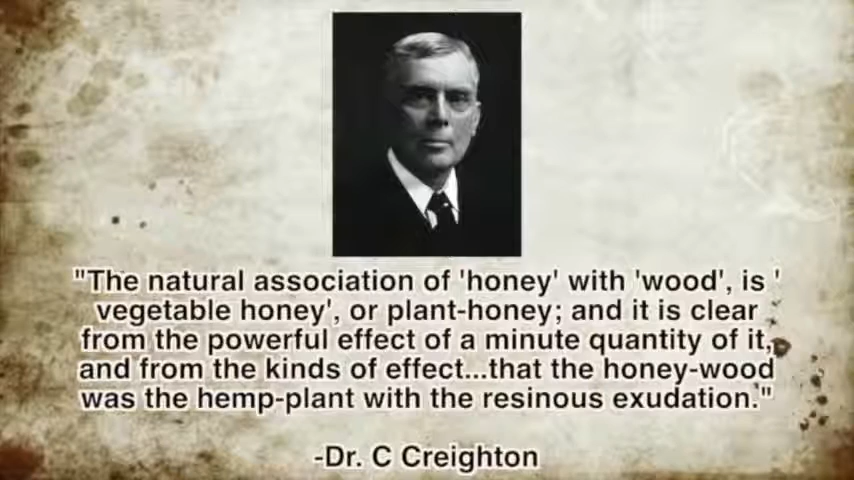 "The natural association of 'honey' with 'wood', is '
vegetable honey', or plant-honey; and it is clear
from the powerful effect of a minute quantity of it,
and from the kinds of effect...that the honey-wood
was the hemp-plant with the resinous exudation."
-Dr. C Creighton